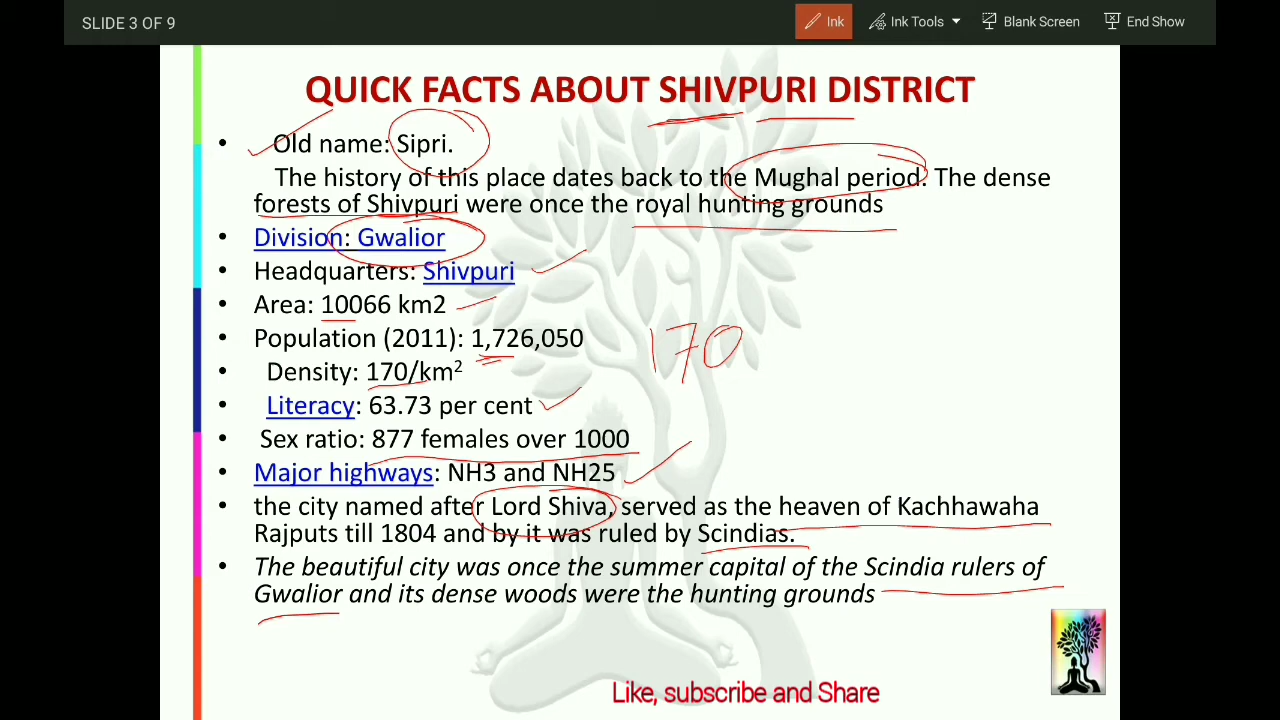 SLIDE 3 OF 9
Ink
Ink Tools
Blank Screen
End Show
QUICK FACTS ABOUT SHIVPURI DISTRICT
• Old name: Sipri.
The history of this place dates back to the Mughal period. The dense
forests of Shivpuri were once the royal hunting grounds
• Division: Gwalior
• Headquarters: Shivpuri
• Area: 10066 km2
• Population (2011): 1,726,050
170
• Density: 170/km²
• Literacy: 63.73 per cent
• Sex ratio: 877 females over 1000
• Major highways: NH3 and NH25
• the city named after Lord Shiva, served as the heaven of Kachhawaha
Rajputs till 1804 and by it was ruled by Scindias.
• The beautiful city was once the summer capital of the Scindia rulers of
Gwalior and its dense woods were the hunting grounds
Like, subscribe and Share